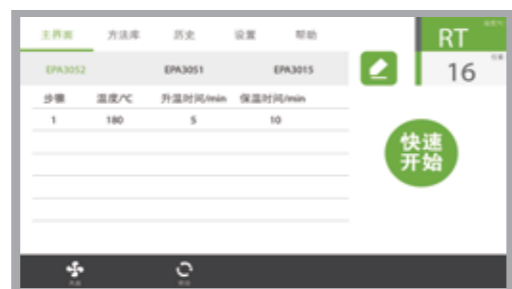 主界面 方法库 历史 设置 帮助
RT
EPA3052 EPA3051 EPA3015
16
步骤 温度/℃ 升温时间/min 保温时间/min
1 180 5 10
快速
开始